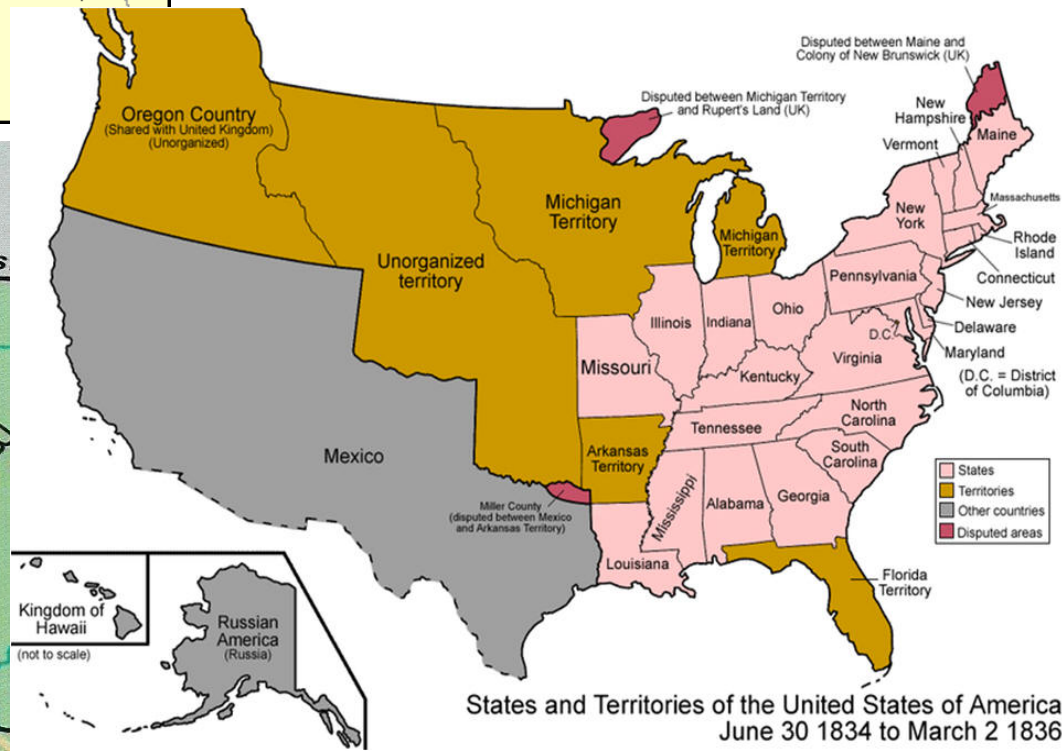 Disputed between Maine and
Colony of New Brunswick (UK)
Disputed between Michigan Territory
and Rupert's Land (UK)
Oregon Country
(Shared with United Kingdom)
(Unorganized)
New
Hampshire
Vermont
Maine
Massachusetts
Michigan
Territory
Michigan
Territory
New
York
Rhode
Island
Connecticut
Unorganized
territory
Pennsylvania
New Jersey
Illinois
Indiana
Ohio
D.C.
Delaware
Maryland
(D.C. = District
of Columbia)
Missouri
Virginia
Kentucky
North
Carolina
Tennessee
South
Carolina
Arkansas
Territory
Mexico
Miller County
(disputed between Mexico
and Arkansas Territory)
Mississippi
Alabama
Georgia
Louisiana
States
Territories
Other countries
Disputed areas
Florida
Territory
Kingdom of
Hawaii
(not to scale)
Russian
America
(Russia)
States and Territories of the United States of America
June 30 1834 to March 2 1836